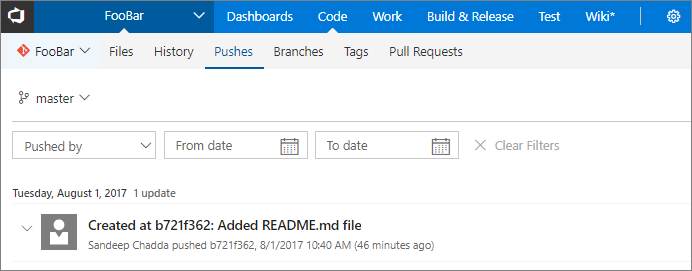 FooBar Dashboards Code Work Build & Release Test Wiki*
FooBar Files History Pushes Branches Tags Pull Requests
master
Pushed by From date To date Clear Filters
Tuesday, August 1, 2017 1 update
Created at b721f362: Added README.md file
Sandeep Chadda pushed b721f362, 8/1/2017 10:40 AM (46 minutes ago)